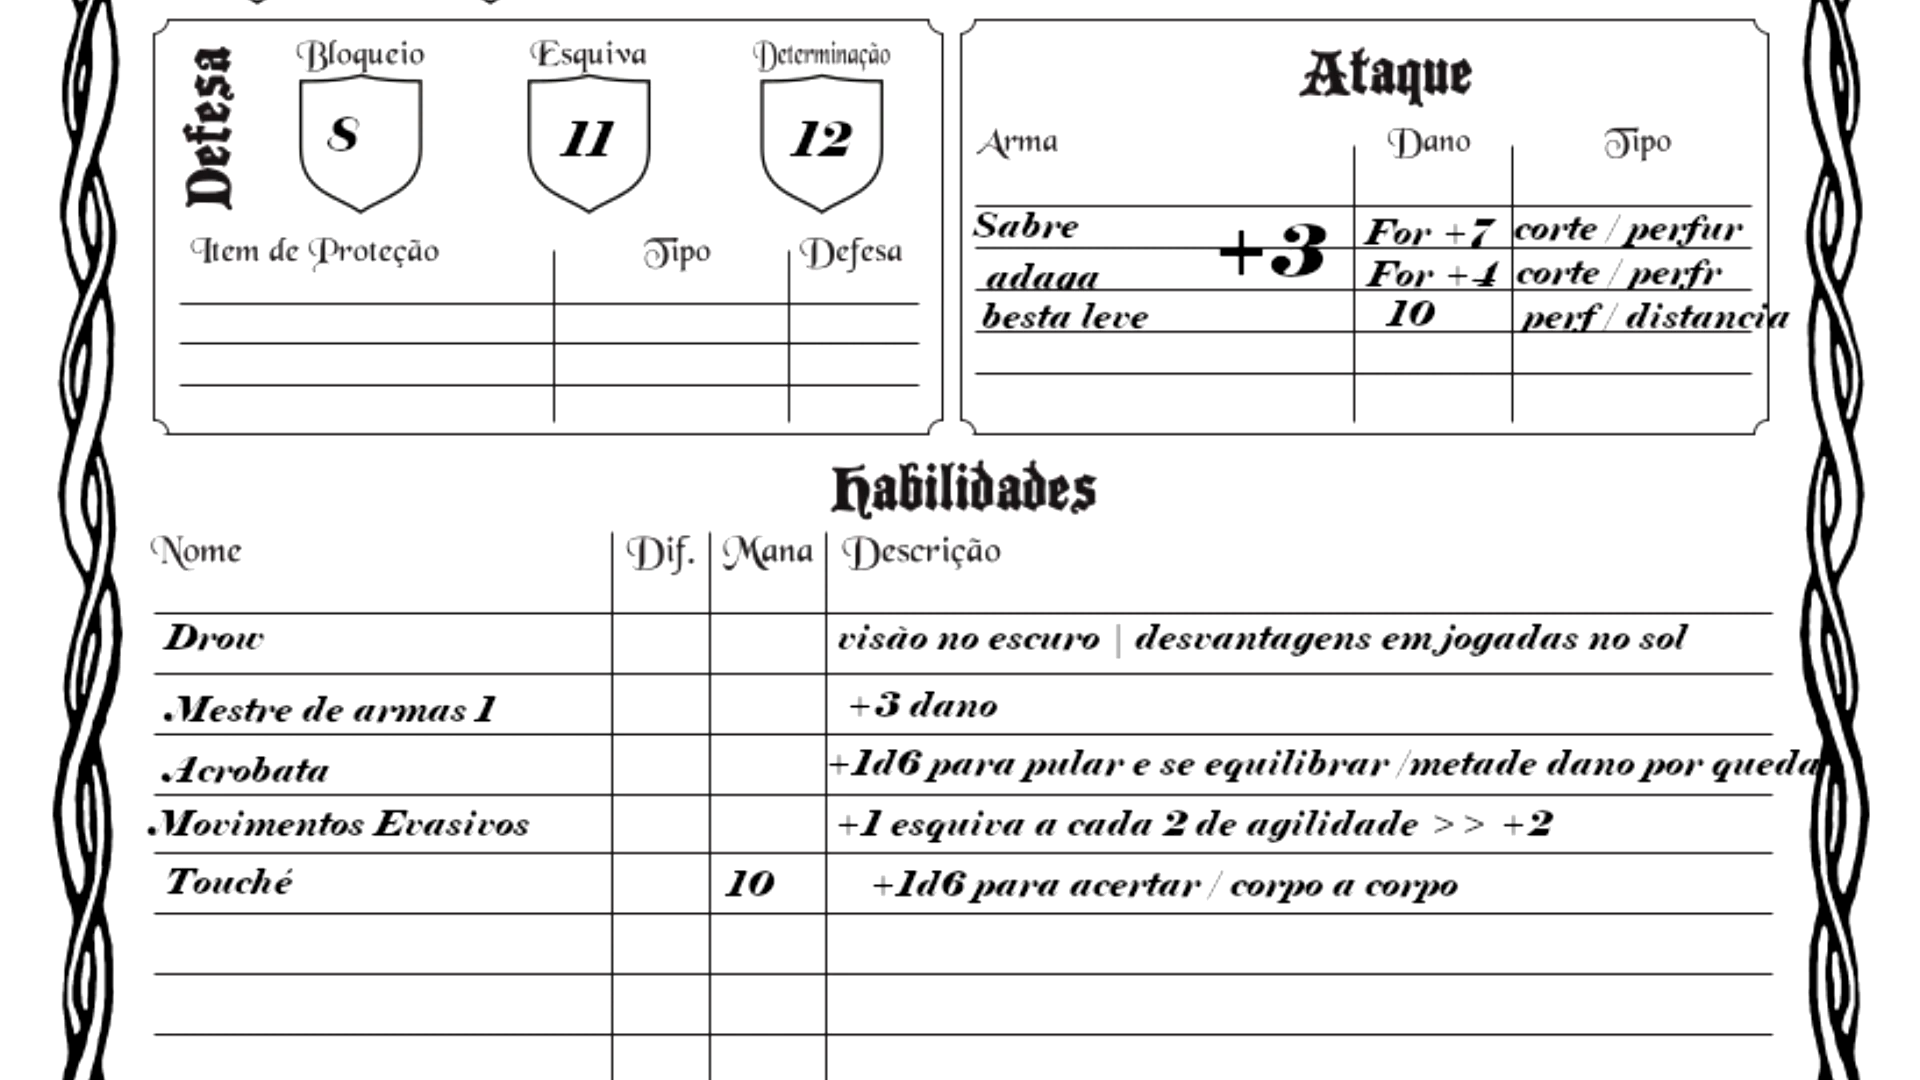 Defesa
Bloqueio Esquiva Determinação
8 11 12
Item de Proteção Tipo Defesa
Ataque
Arma Dano Tipo
Sabre +3 For +7 corte / perfur
adaga For +4 corte / perfr
besta leve 10 perf / distancia
Habilidades
Nome Dif. Mana Descrição
Drow visão no escuro | desvantagens em jogadas no sol
Mestre de armas 1 +3 dano
Acrobata +1d6 para pular e se equilibrar /metade dano por queda
Movimentos Evasivos +1 esquiva a cada 2 de agilidade >> +2
Touché 10 +1d6 para acertar / corpo a corpo